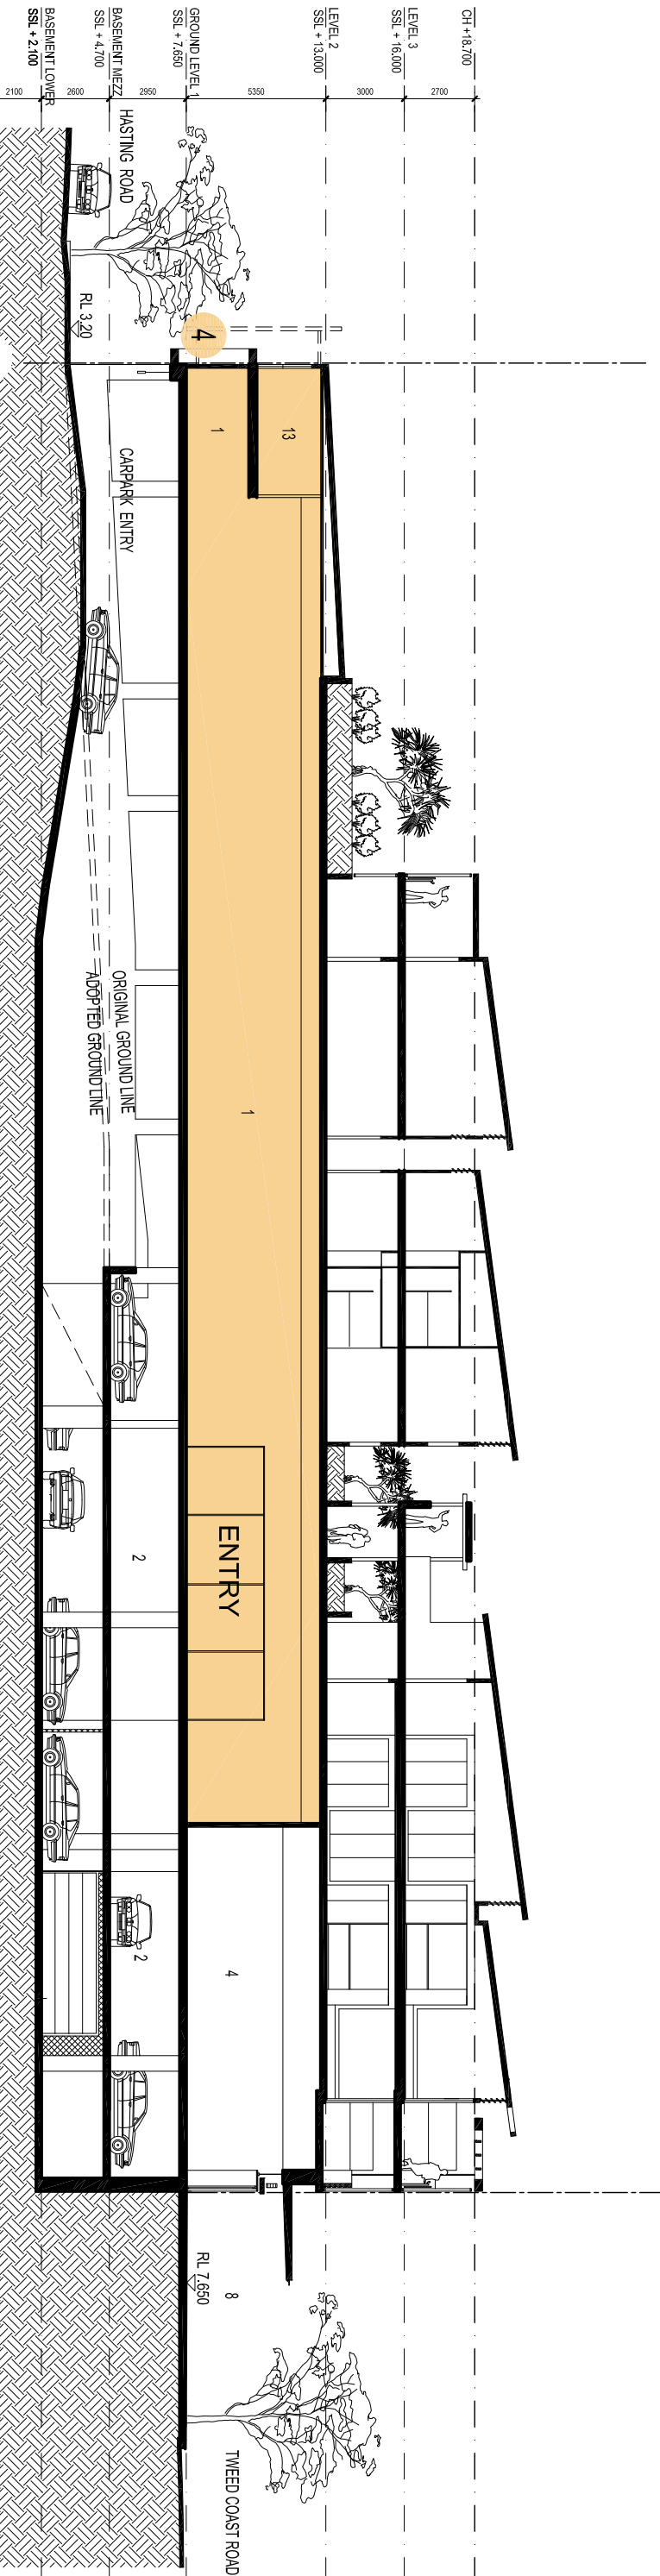 CH +18.700
2700
LEVEL 3
SSL + 16.000
3000
LEVEL 2
SSL + 13.000
5350
GROUND LEVEL 1
SSL + 7.650
2950
BASEMENT MEZZ
SSL + 4.700
2600
BASEMENT LOWER
SSL + 2.100
2100
HASTING ROAD
RL 3.20
4
13
1
CARPARK ENTRY
1
ORIGINAL GROUND LINE
ADOPTED GROUND LINE
ENTRY
2
2
4
RL 7.650
8
TWEED COAST ROAD